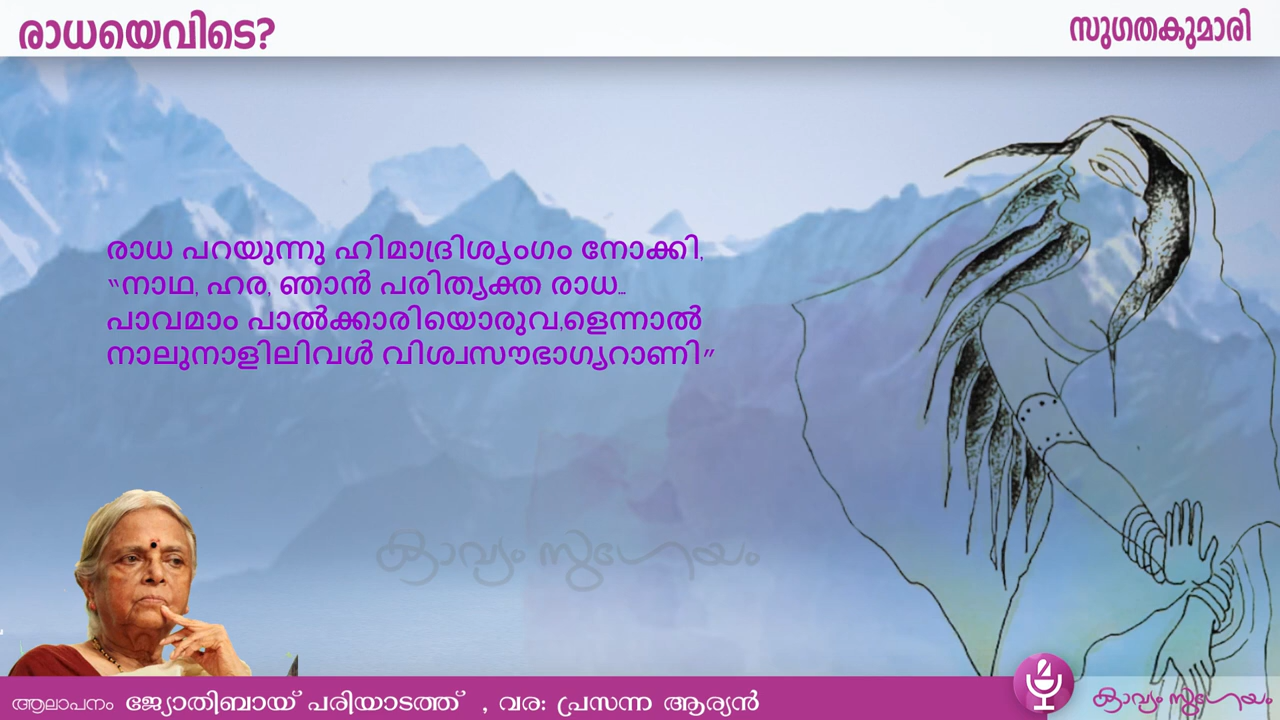 രാധയെവിടെ?
സുഗതകുമാരി
രാധ പറയുന്നു ഹിമാദ്രിശൃംഗം നോക്കി,
“നാഥ, ഹര, ഞാൻ പരിത്യക്ത രാധ...
പാവമാം പാൽക്കാരിയൊരുവ,ളെന്നാൽ
നാലുനാളിലിവൾ വിശ്വസൗഭാഗ്യറാണി”
കാവ്യം സുഗേയം
ആലാപനം ജ്യോതിബായ് പരിയാടത്ത് , വര: പ്രസന്ന ആര്യൻ
കാവ്യം സുഗേയം